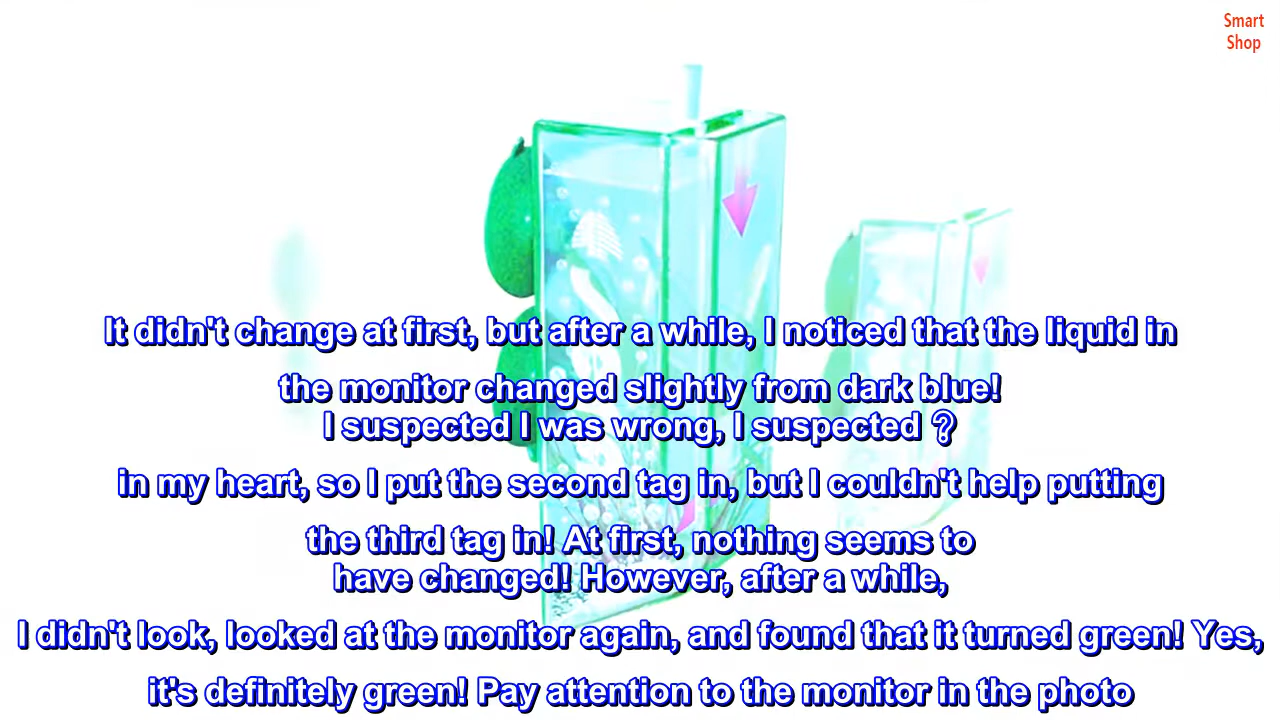 Smart
Shop
It didn't change at first, but after a while, I noticed that the liquid in
the monitor changed slightly from dark blue!
I suspected I was wrong, I suspected ?
in my heart, so I put the second tag in, but I couldn't help putting
the third tag in! At first, nothing seems to
have changed! However, after a while,
I didn't look, looked at the monitor again, and found that it turned green! Yes,
it's definitely green! Pay attention to the monitor in the photo